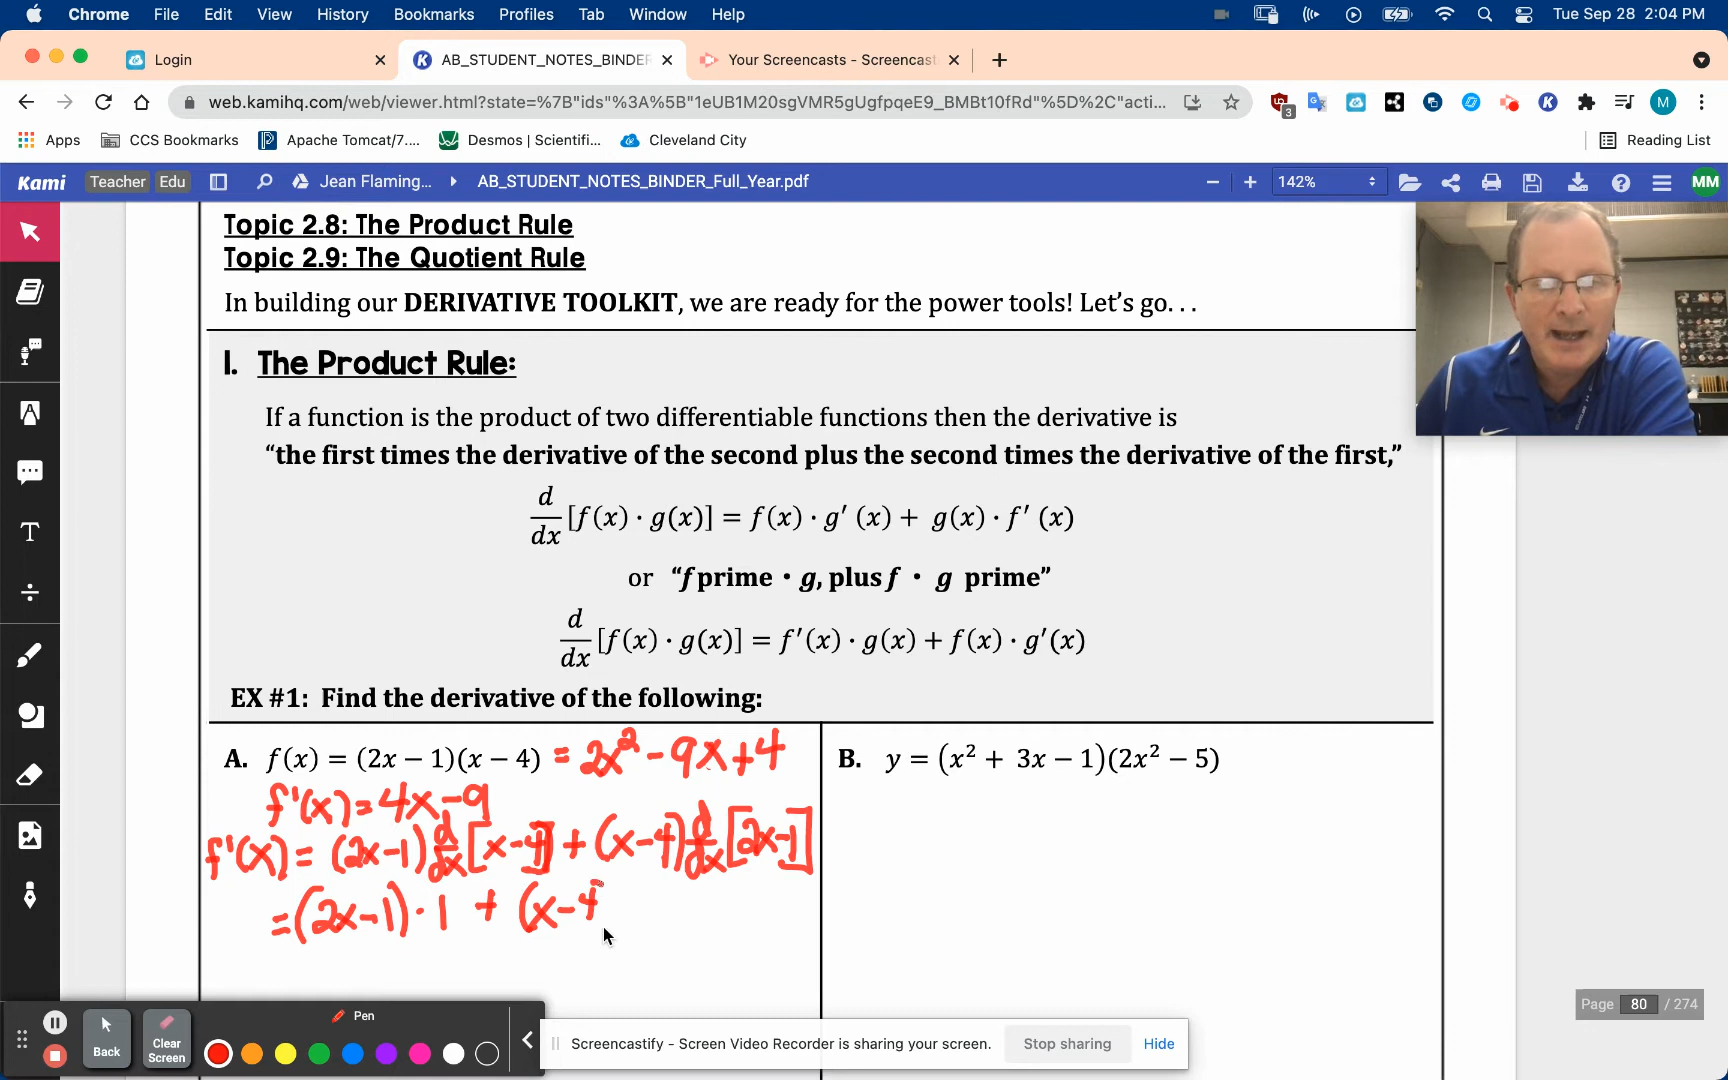 Chrome File Edit View History Bookmarks Profiles Tab Window Help Tue Sep 28 2:04 PM
Login AB_STUDENT_NOTES_BINDER Your Screencasts - Screencast
web.kamihq.com/web/viewer.html?state=%7B"ids"%3A%5B"1eUB1M20sgVMR5gUgfpqeE9_BMBt10fRd"%5D%2C"acti... 3 M
Apps CCS Bookmarks Apache Tomcat/7.... Desmos | Scientifi... Cleveland City Reading List
Kami Teacher Edu Jean Flaming... AB_STUDENT_NOTES_BINDER_Full_Year.pdf 142% MM
Topic 2.8: The Product Rule
Topic 2.9: The Quotient Rule
In building our DERIVATIVE TOOLKIT, we are ready for the power tools! Let's go. . .
I. The Product Rule:
If a function is the product of two differentiable functions then the derivative is
“the first times the derivative of the second plus the second times the derivative of the first,”
d/dx [f(x) · g(x)] = f(x) · g′ (x) + g(x) · f′ (x)
or “f prime · g, plus f · g prime”
d/dx [f(x) · g(x)] = f′(x) · g(x) + f(x) · g′(x)
EX #1: Find the derivative of the following:
A. f(x) = (2x − 1)(x − 4) = 2x² - 9x + 4
f'(x) = 4x - 9
f'(x) = (2x-1) d/dx [x-4] + (x-4) d/dx [2x-1]
= (2x-1) · 1 + (x-4
B. y = (x² + 3x − 1)(2x² − 5)
Page 80 / 274
Pen
Back Clear Screen
Screencastify - Screen Video Recorder is sharing your screen. Stop sharing Hide